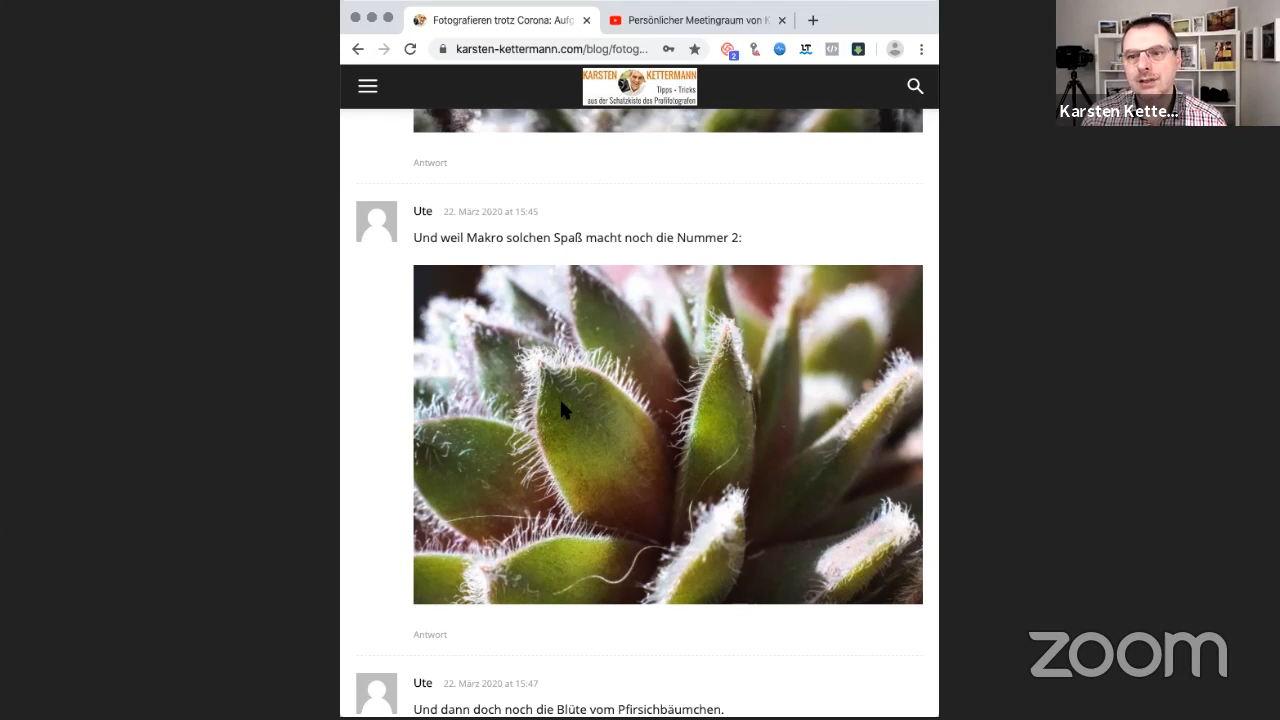 Fotografieren trotz Corona: Aufg
Persönlicher Meetingraum von K
karsten-kettermann.com/blog/fotog...
2
LT
KARSTEN KETTERMANN
Tipps + Tricks
aus der Schatzkiste des Profifotografen
Karsten Kette...
Antwort
Ute 22. März 2020 at 15:45
Und weil Makro solchen Spaß macht noch die Nummer 2:
Antwort
zoom
Ute 22. März 2020 at 15:47
Und dann doch noch die Blüte vom Pfirsichbäumchen.